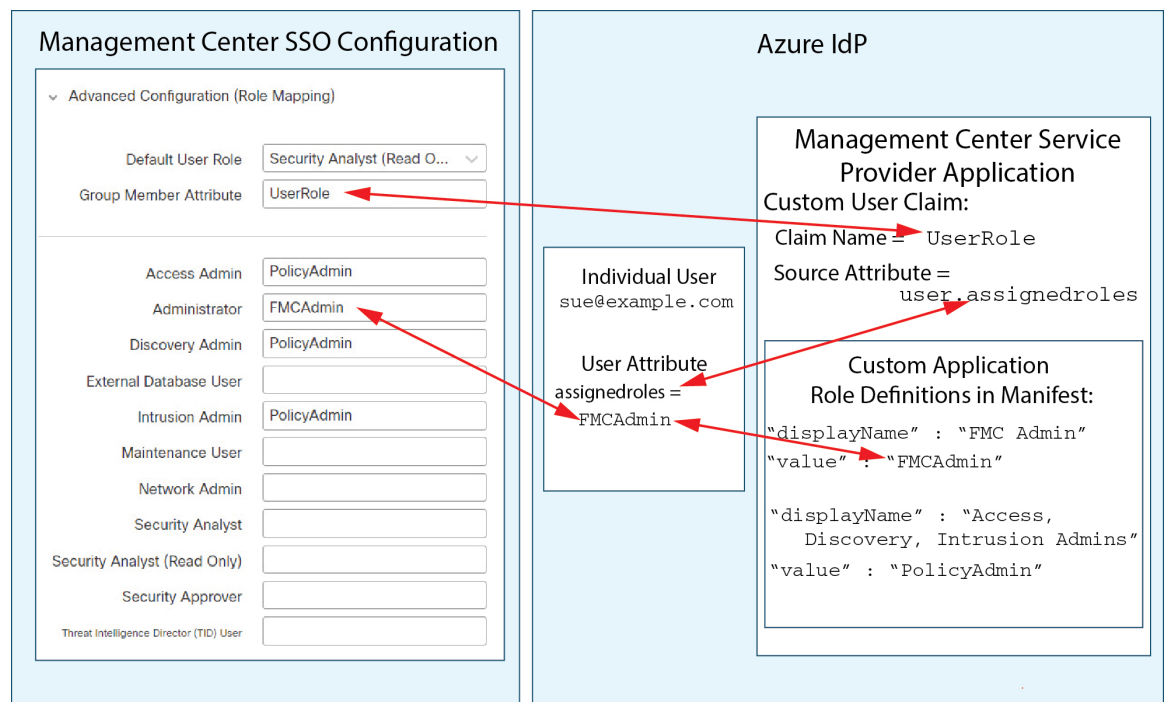 Management Center SSO Configuration
Advanced Configuration (Role Mapping)
Default User Role Security Analyst (Read O...
Group Member Attribute UserRole
Access Admin PolicyAdmin
Administrator FMCAdmin
Discovery Admin PolicyAdmin
External Database User
Intrusion Admin PolicyAdmin
Maintenance User
Network Admin
Security Analyst
Security Analyst (Read Only)
Security Approver
Threat Intelligence Director (TID) User
Azure IdP
Individual User
sue@example.com
User Attribute
assignedroles =
FMCAdmin
Management Center Service
Provider Application
Custom User Claim:
Claim Name = UserRole
Source Attribute =
user.assignedroles
Custom Application
Role Definitions in Manifest:
“displayName” : “FMC Admin”
“value” : “FMCAdmin”
“displayName” : “Access,
Discovery, Intrusion Admins”
“value” : “PolicyAdmin”